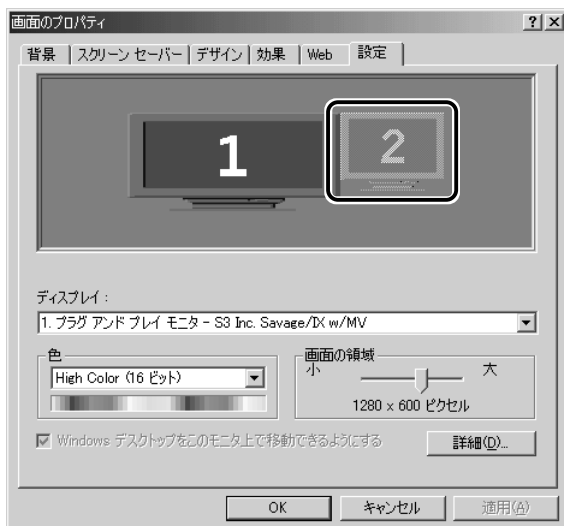 画面のプロパティ
背景 スクリーン セーバー デザイン 効果 Web 設定
1 2
ディスプレイ :
1. プラグ アンド プレイ モニタ - S3 Inc. Savage/IX w/MV
色
High Color (16 ビット)
画面の領域
小 大
1280 x 600 ピクセル
Windows デスクトップをこのモニタ上で移動できるようにする
詳細(D)...
OK キャンセル 適用(A)